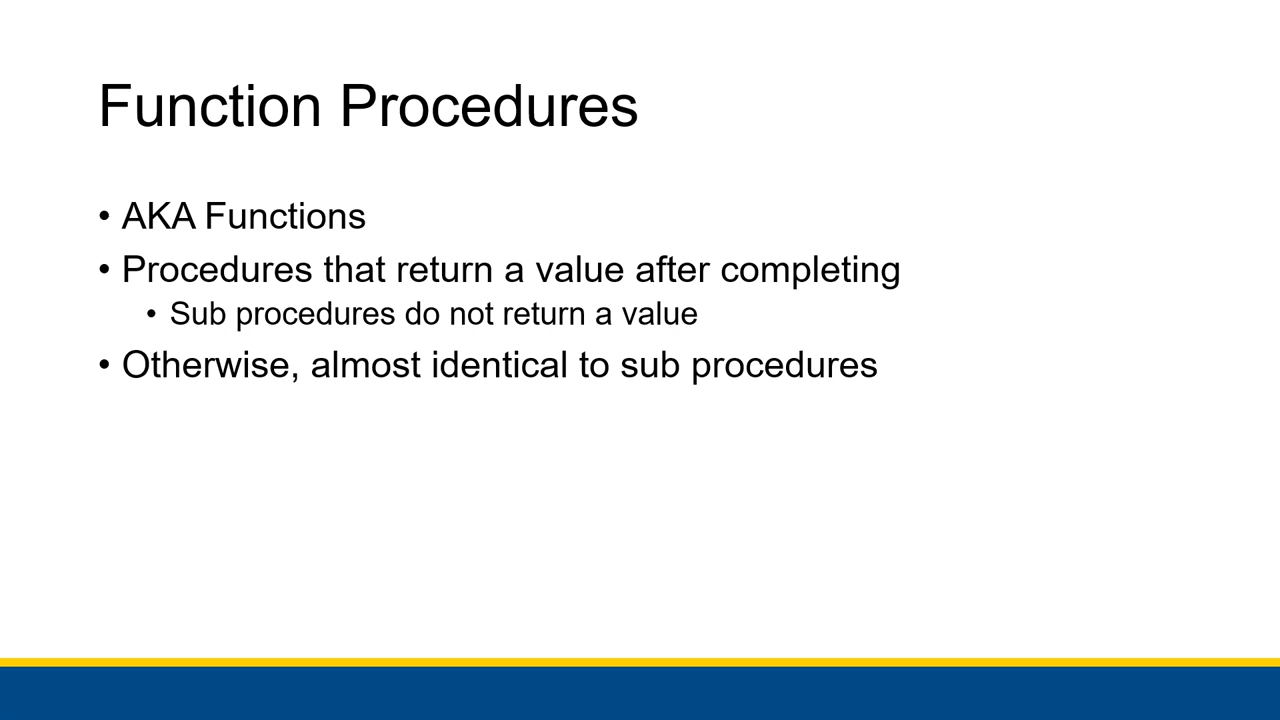 Function Procedures
• AKA Functions
• Procedures that return a value after completing
• Sub procedures do not return a value
• Otherwise, almost identical to sub procedures